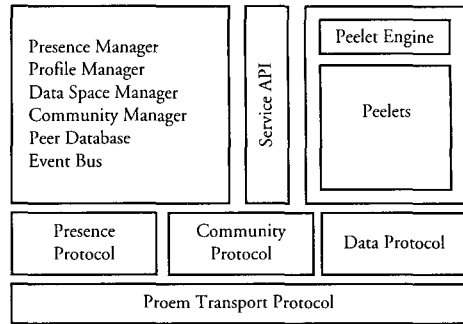 Presence Manager
Profile Manager
Data Space Manager
Community Manager
Peer Database
Event Bus
Service API
Peelet Engine
Peelets
Presence
Protocol
Community
Protocol
Data Protocol
Proem Transport Protocol